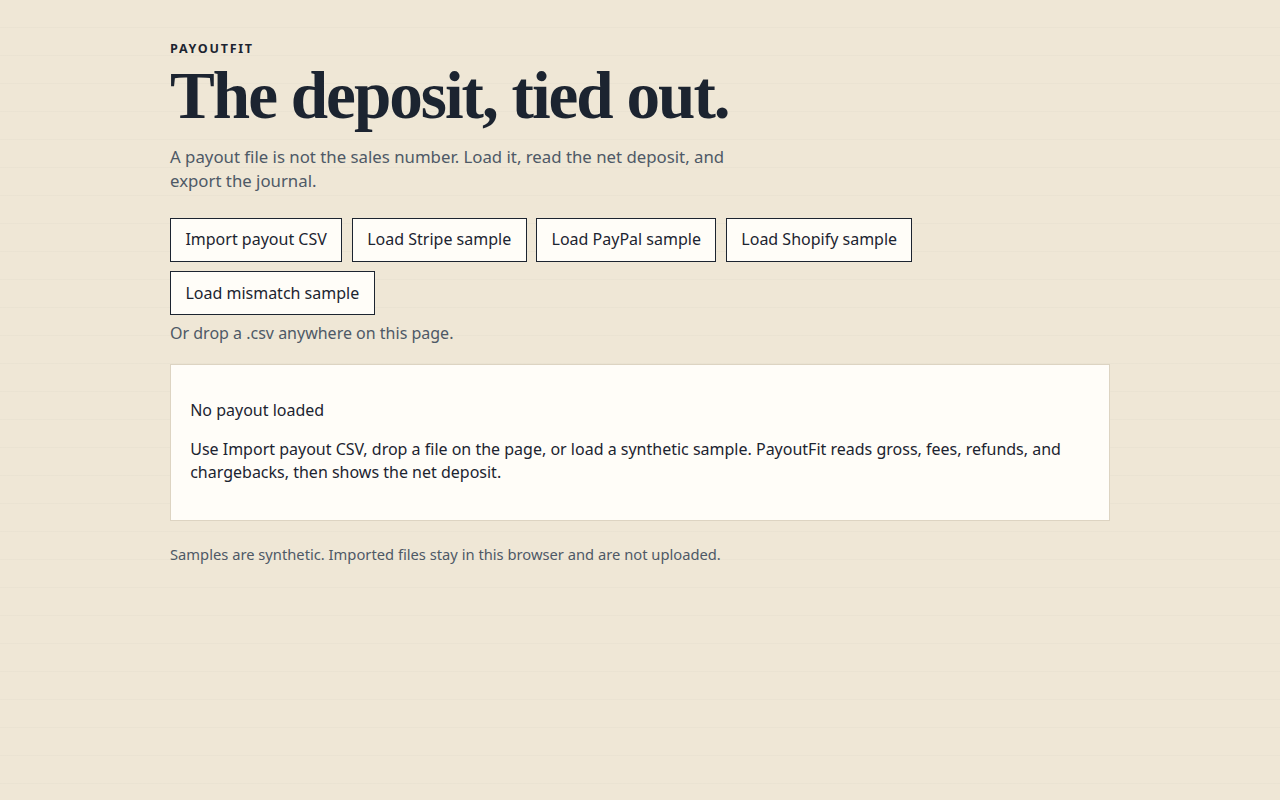 PAYOUTFIT
The deposit, tied out.
A payout file is not the sales number. Load it, read the net deposit, and
export the journal.
Import payout CSV
Load Stripe sample
Load PayPal sample
Load Shopify sample
Load mismatch sample
Or drop a .csv anywhere on this page.
No payout loaded
Use Import payout CSV, drop a file on the page, or load a synthetic sample. PayoutFit reads gross, fees, refunds, and
chargebacks, then shows the net deposit.
Samples are synthetic. Imported files stay in this browser and are not uploaded.